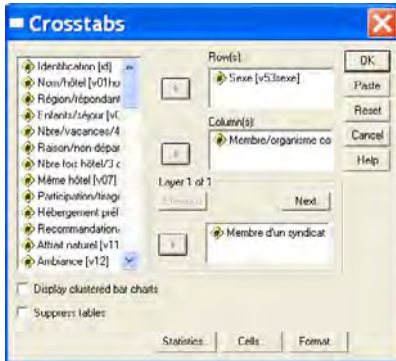 Crosstabs
Identification [id]
Nom/hôtel [v01ho
Région/répondant
Enfants/séjour [v0
Nbre/vacances/4
Raison/non dépar
Nbre fois hôtel/3 c
Même hôtel [v07]
Participation/tirage
Hébergement préf
Recommandation-
Attrait naturel [v11
Ambiance [v12]
Row(s):
Sexe [v53sexe]
Column(s):
Membre/organisme co
Layer 1 of 1
Previous
Next
Membre d'un syndicat
OK
Paste
Reset
Cancel
Help
Display clustered bar charts
Suppress tables
Statistics...
Cells...
Format...